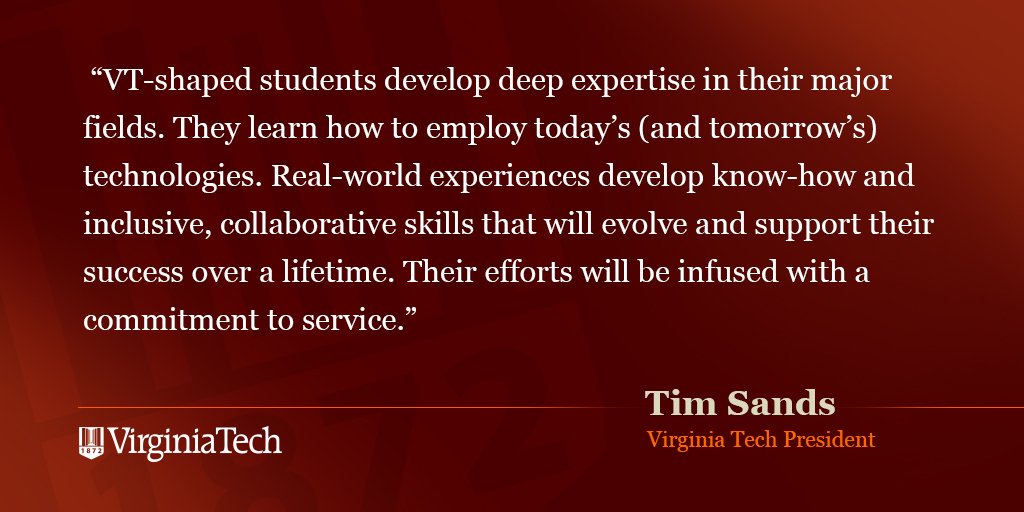 “VT-shaped students develop deep expertise in their major
fields. They learn how to employ today’s (and tomorrow’s)
technologies. Real-world experiences develop know-how and
inclusive, collaborative skills that will evolve and support their
success over a lifetime. Their efforts will be infused with a
commitment to service.”
Tim Sands
Virginia Tech President
1872
VirginiaTech
1872